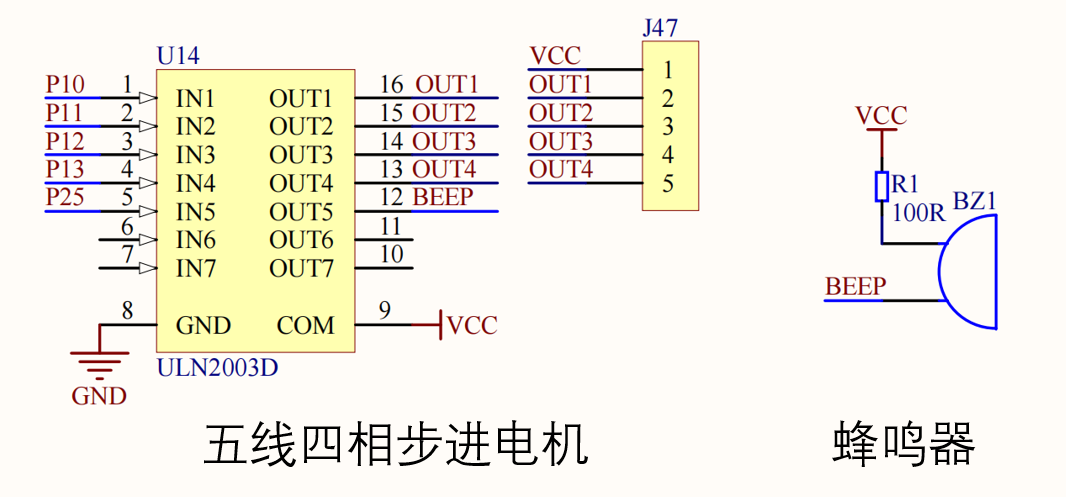 U14
P10 1 IN1 OUT1 16 OUT1
P11 2 IN2 OUT2 15 OUT2
P12 3 IN3 OUT3 14 OUT3
P13 4 IN4 OUT4 13 OUT4
P25 5 IN5 OUT5 12 BEEP
6 IN6 OUT6 11
7 IN7 OUT7 10
8 GND COM 9 VCC
GND
ULN2003D
J47
VCC 1
OUT1 2
OUT2 3
OUT3 4
OUT4 5
VCC
R1
100R
BZ1
BEEP
五线四相步进电机
蜂鸣器